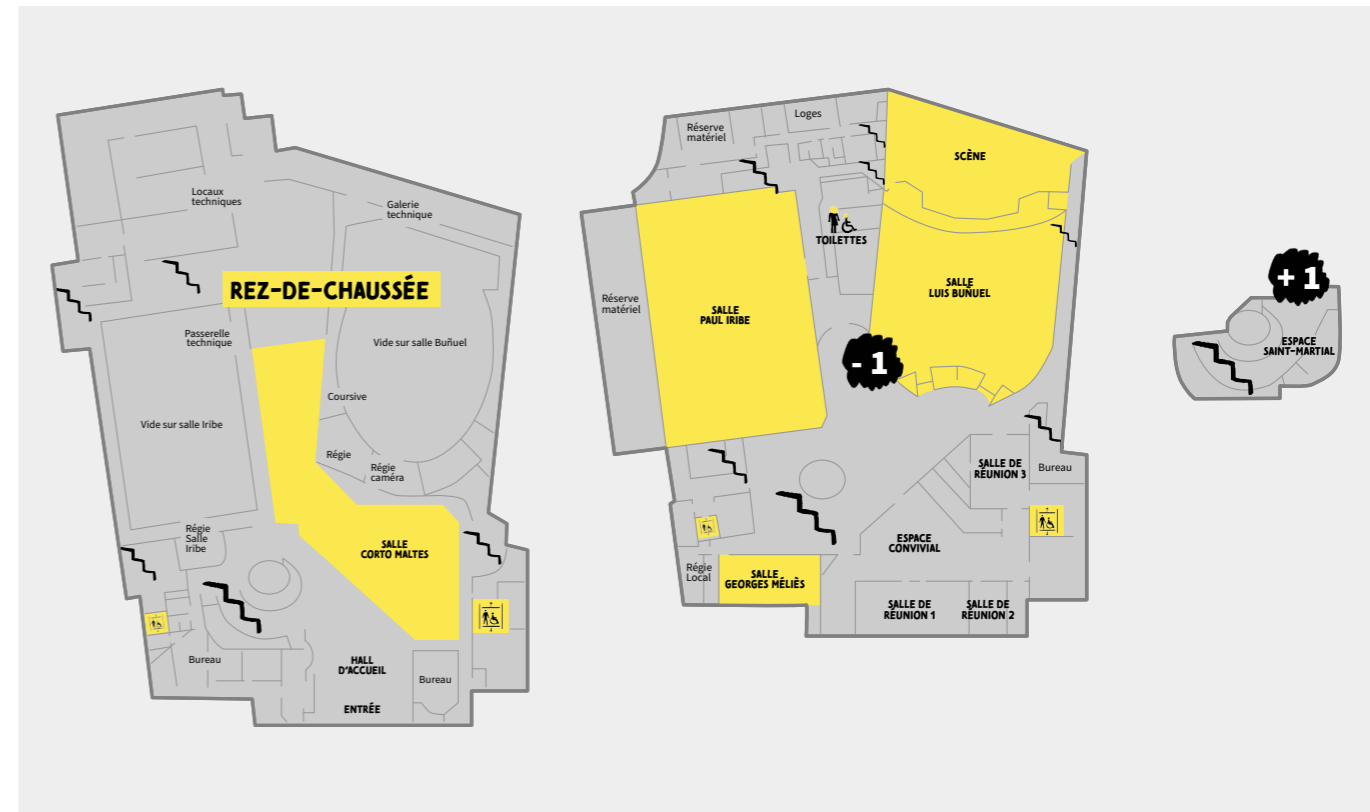 Locaux
techniques
Galerie
technique
REZ-DE-CHAUSSÉE
Passerelle
technique
Vide sur salle Buñuel
Coursive
Vide sur salle Iribe
Régie
Régie
caméra
Régie
Salle
Iribe
SALLE
CORTO MALTES
Bureau
HALL
D'ACCUEIL
Bureau
ENTRÉE
Réserve
matériel
Loges
SCÈNE
TOILETTES
Réserve
matériel
SALLE
PAUL IRIBE
SALLE
LUIS BUÑUEL
- 1
SALLE DE
RÉUNION 3
Bureau
ESPACE
CONVIVIAL
Régie
Local
SALLE
GEORGES MÉLIÈS
SALLE DE
RÉUNION 1
SALLE DE
RÉUNION 2
+ 1
ESPACE
SAINT-MARTIAL